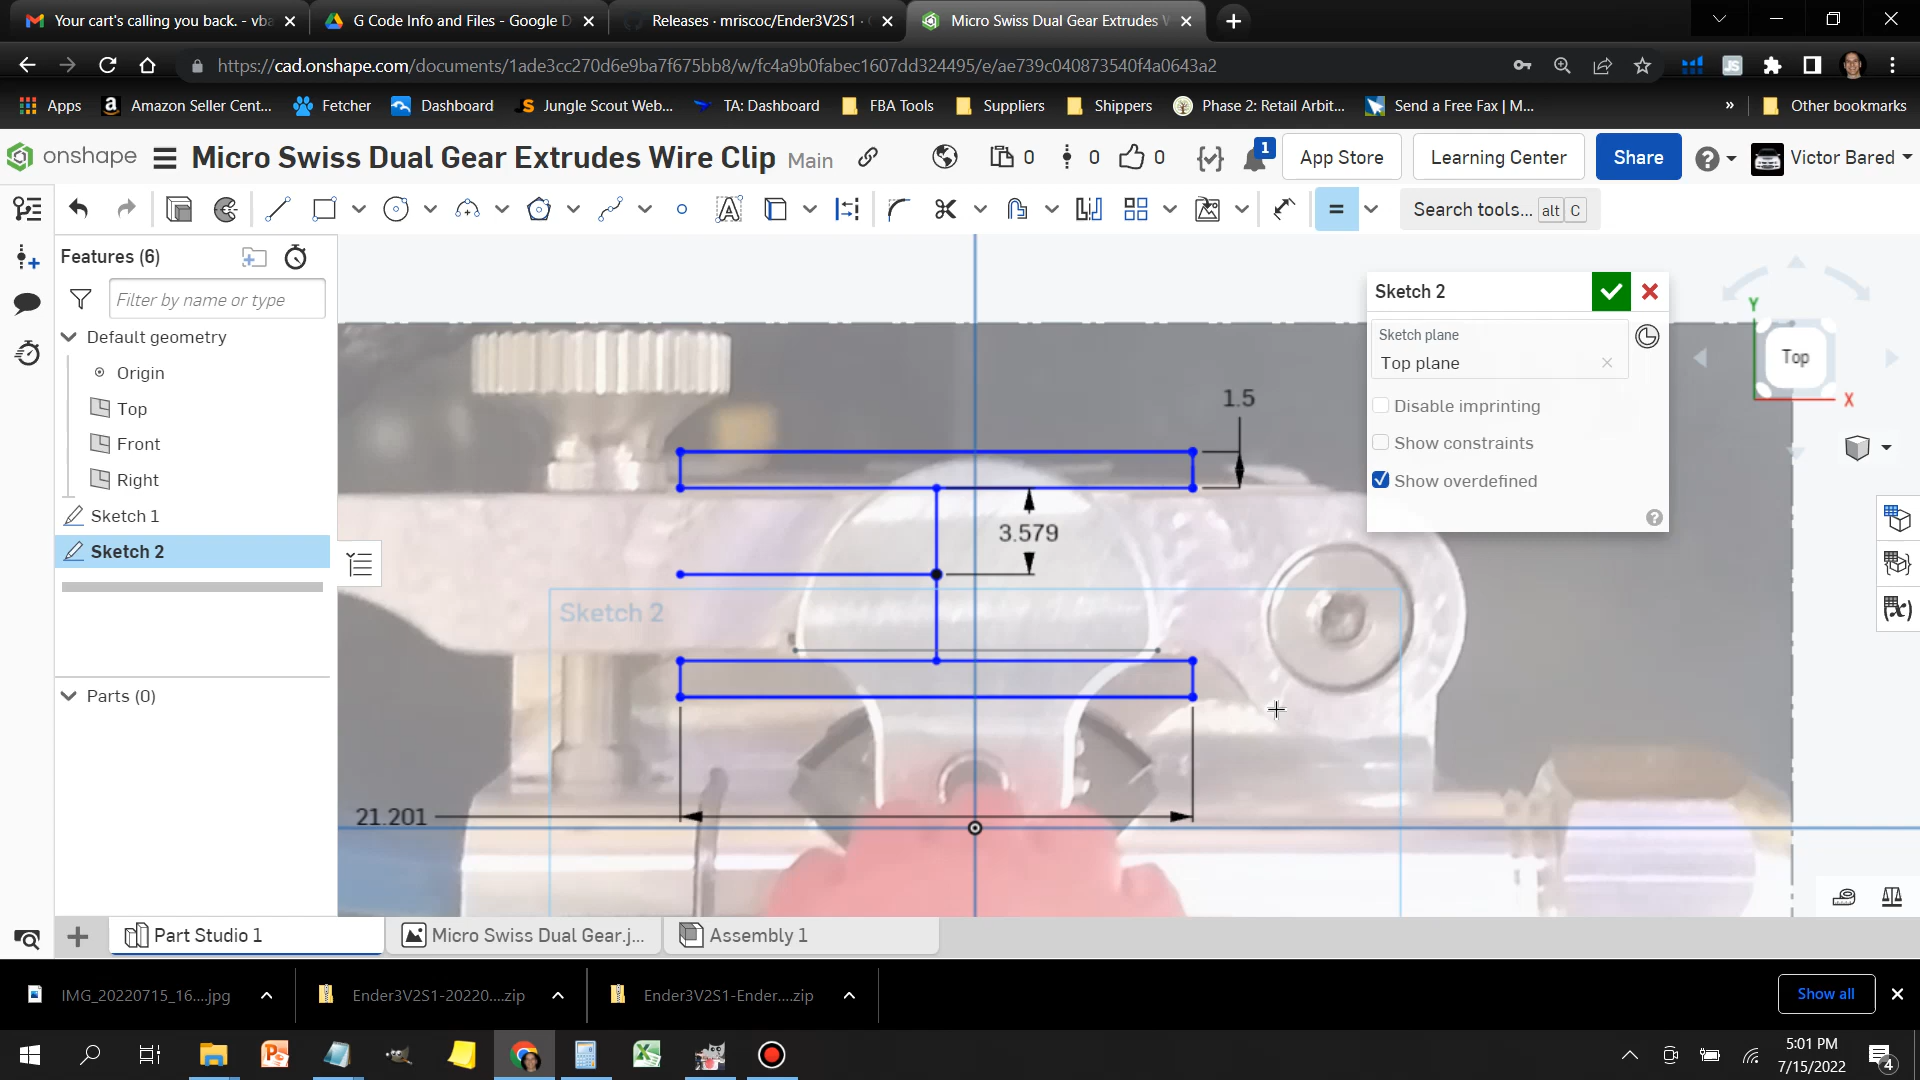 Your cart's calling you back. - vba
G Code Info and Files - Google D
Releases · mriscoc/Ender3V2S1 ·
Micro Swiss Dual Gear Extrudes W
https://cad.onshape.com/documents/1ade3cc270d6e9ba7f675bb8/w/fc4a9b0fabec1607dd324495/e/ae739c040873540f4a0643a2
Apps
Amazon Seller Cent...
Fetcher
Dashboard
Jungle Scout Web...
TA: Dashboard
FBA Tools
Suppliers
Shippers
Phase 2: Retail Arbit...
Send a Free Fax | M...
»
Other bookmarks
onshape
Micro Swiss Dual Gear Extrudes Wire Clip
Main
0
0
0
1
App Store
Learning Center
Share
Victor Bared
Search tools... alt C
Features (6)
Filter by name or type
Default geometry
Origin
Top
Front
Right
Sketch 1
Sketch 2
Parts (0)
1.5
3.579
Sketch 2
21.201
Sketch 2
Sketch plane
Top plane
Disable imprinting
Show constraints
Show overdefined
Y
Top
X
Part Studio 1
Micro Swiss Dual Gear.j...
Assembly 1
IMG_20220715_16....jpg
Ender3V2S1-20220....zip
Ender3V2S1-Ender....zip
Show all
5:01 PM
7/15/2022
4